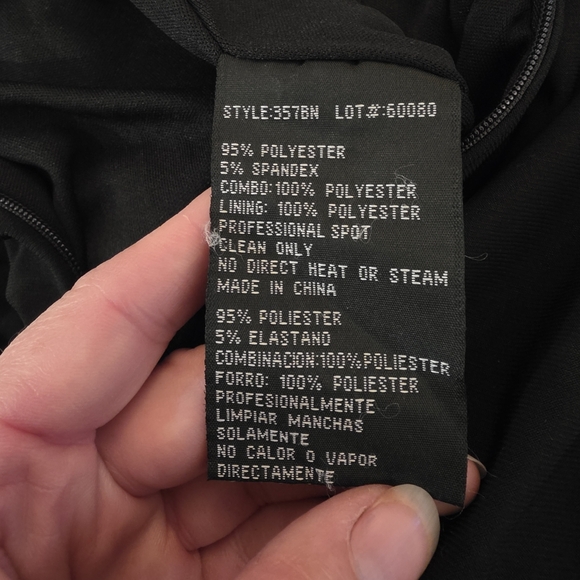 STYLE:357BN LOT#:60080
95% POLYESTER
5% SPANDEX
COMBO:100% POLYESTER
LINING: 100% POLYESTER
PROFESSIONAL SPOT
CLEAN ONLY
NO DIRECT HEAT OR STEAM
MADE IN CHINA
95% POLIESTER
5% ELASTANO
COMBINACION:100%POLIESTER
FORRO: 100% POLIESTER
PROFESIONALMENTE
LIMPIAR MANCHAS
SOLAMENTE
NO CALOR O VAPOR
DIRECTAMENTE